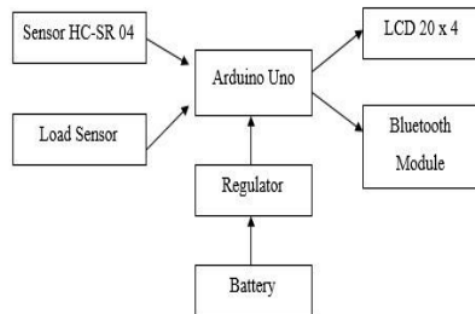 Sensor HC-SR 04
LCD 20 x 4
Arduino Uno
Load Sensor
Bluetooth
Module
Regulator
Battery